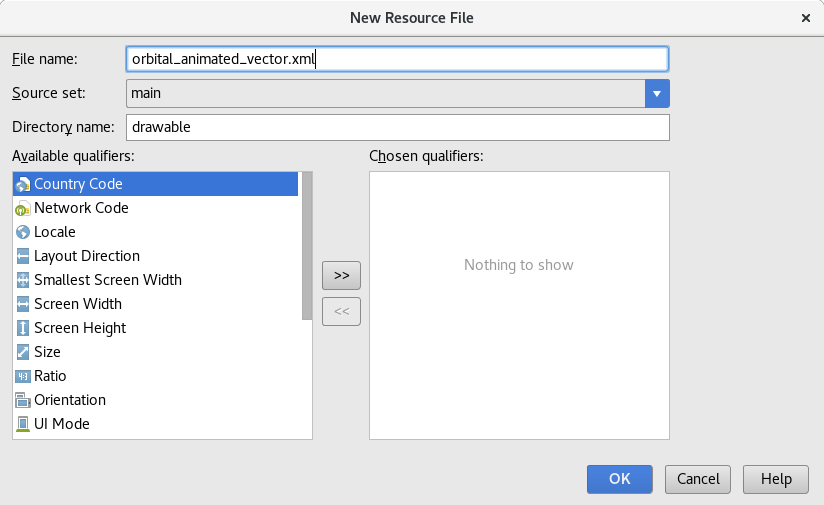 New Resource File
File name: orbital_animated_vector.xml
Source set: main
Directory name: drawable
Available qualifiers:
Chosen qualifiers:
Country Code
Network Code
Locale
Layout Direction
Smallest Screen Width
Screen Width
Screen Height
Size
Ratio
Orientation
UI Mode
>>
<<
Nothing to show
OK Cancel Help